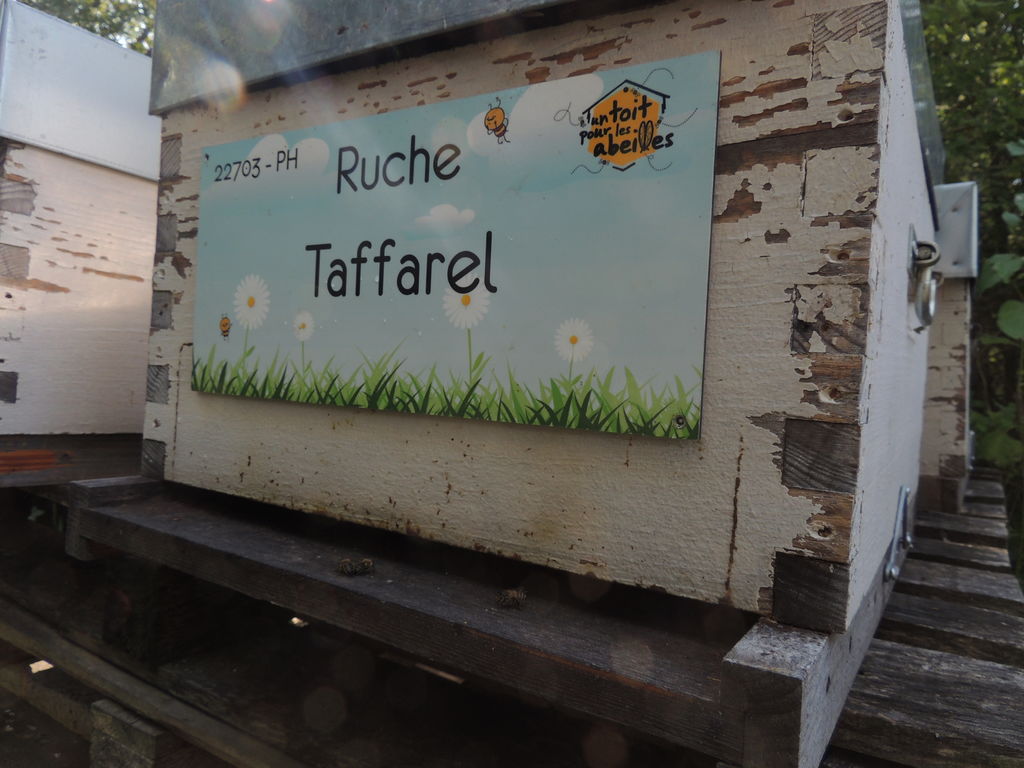 22703 - PH
Ruche
Taffarel
un toit
pour les
abeilles